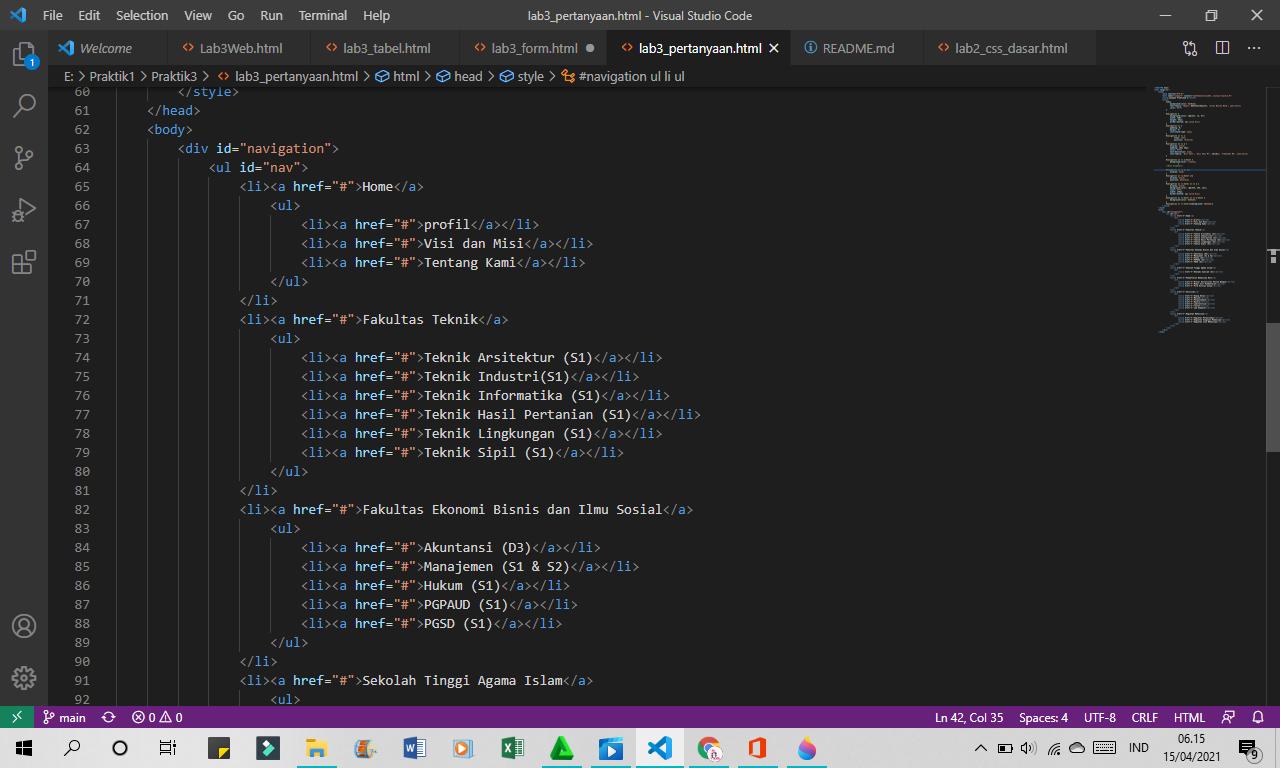 File Edit Selection View Go Run Terminal Help lab3_pertanyaan.html - Visual Studio Code
Welcome Lab3Web.html lab3_tabel.html lab3_form.html lab3_pertanyaan.html README.md lab2_css_dasar.html
1
E: > Praktik1 > Praktik3 > lab3_pertanyaan.html > html > head > style > #navigation ul li ul
60 </style>
61 </head>
62 <body>
63 <div id="navigation">
64 <ul id="nav">
65 <li><a href="#">Home</a>
66 <ul>
67 <li><a href="#">profil</a></li>
68 <li><a href="#">Visi dan Misi</a></li>
69 <li><a href="#">Tentang Kami</a></li>
70 </ul>
71 </li>
72 <li><a href="#">Fakultas Teknik</a>
73 <ul>
74 <li><a href="#">Teknik Arsitektur (S1)</a></li>
75 <li><a href="#">Teknik Industri(S1)</a></li>
76 <li><a href="#">Teknik Informatika (S1)</a></li>
77 <li><a href="#">Teknik Hasil Pertanian (S1)</a></li>
78 <li><a href="#">Teknik Lingkungan (S1)</a></li>
79 <li><a href="#">Teknik Sipil (S1)</a></li>
80 </ul>
81 </li>
82 <li><a href="#">Fakultas Ekonomi Bisnis dan Ilmu Sosial</a>
83 <ul>
84 <li><a href="#">Akuntansi (D3)</a></li>
85 <li><a href="#">Manajemen (S1 & S2)</a></li>
86 <li><a href="#">Hukum (S1)</a></li>
87 <li><a href="#">PGPAUD (S1)</a></li>
88 <li><a href="#">PGSD (S1)</a></li>
89 </ul>
90 </li>
91 <li><a href="#">Sekolah Tinggi Agama Islam</a>
92 <ul>
main 0 0 Ln 42, Col 35 Spaces: 4 UTF-8 CRLF HTML
IND 06.15
15/04/2021 9